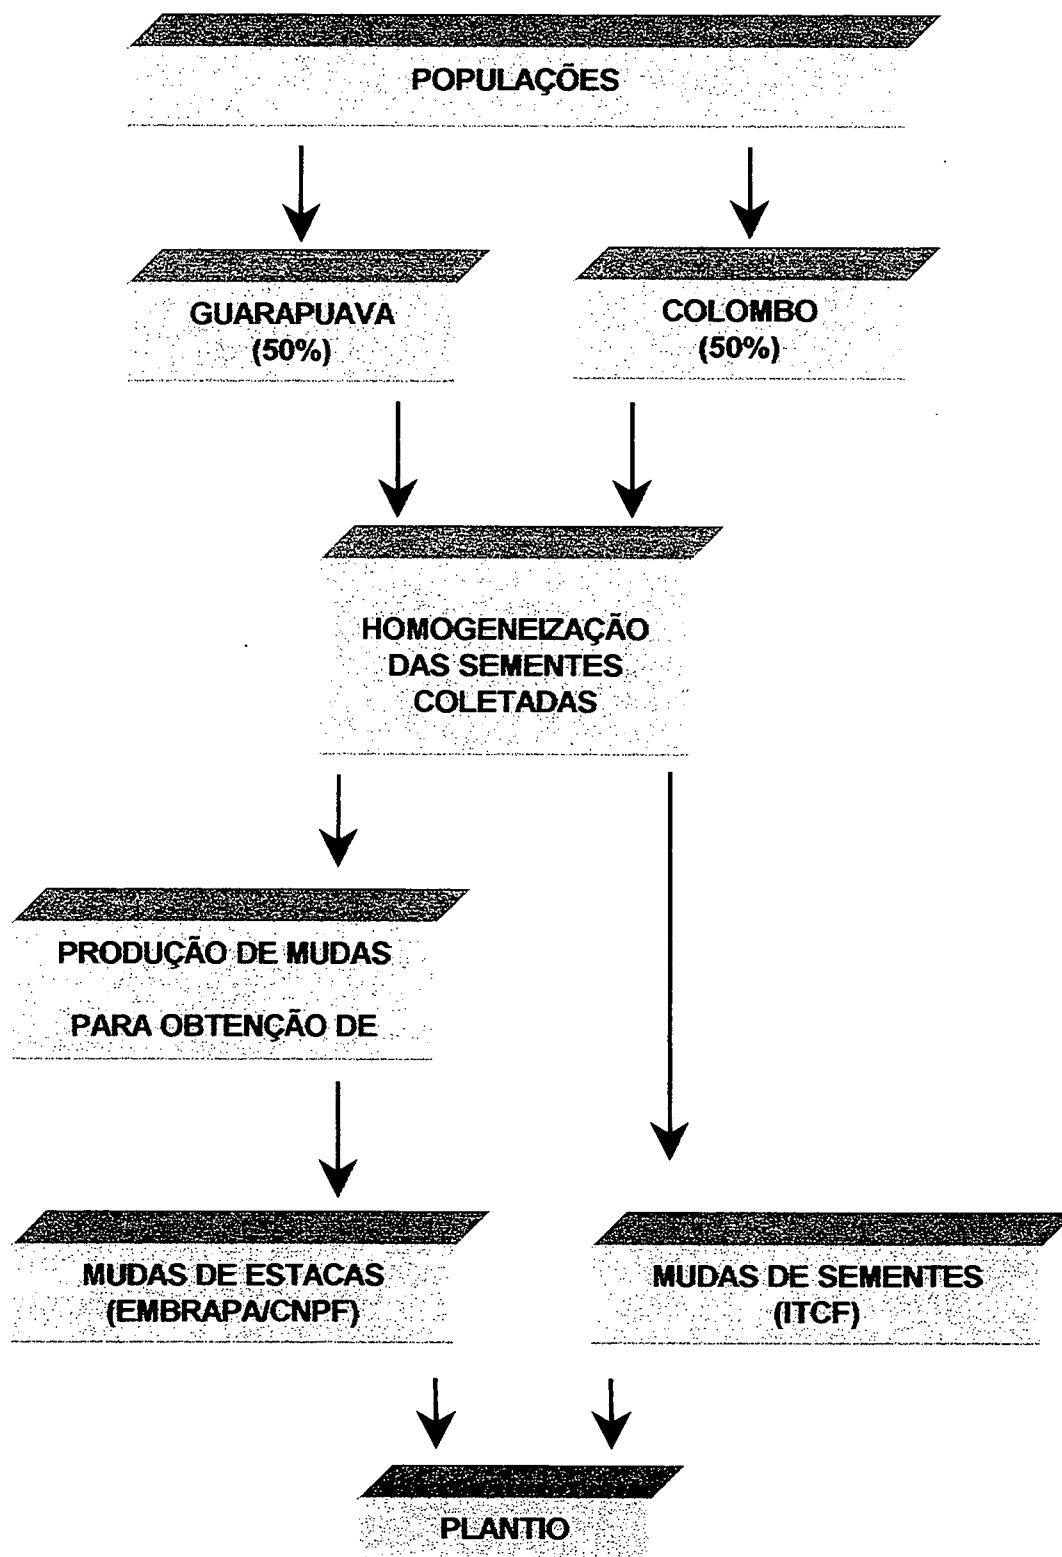 POPULAÇÕES
GUARAPUAVA
(50%)
COLOMBO
(50%)
HOMOGENEIZAÇÃO
DAS SEMENTES
COLETADAS
PRODUÇÃO DE MUDAS
PARA OBTENÇÃO DE
MUDAS DE ESTACAS
(EMBRAPA/CNPF)
MUDAS DE SEMENTES
(ITCF)
PLANTIO